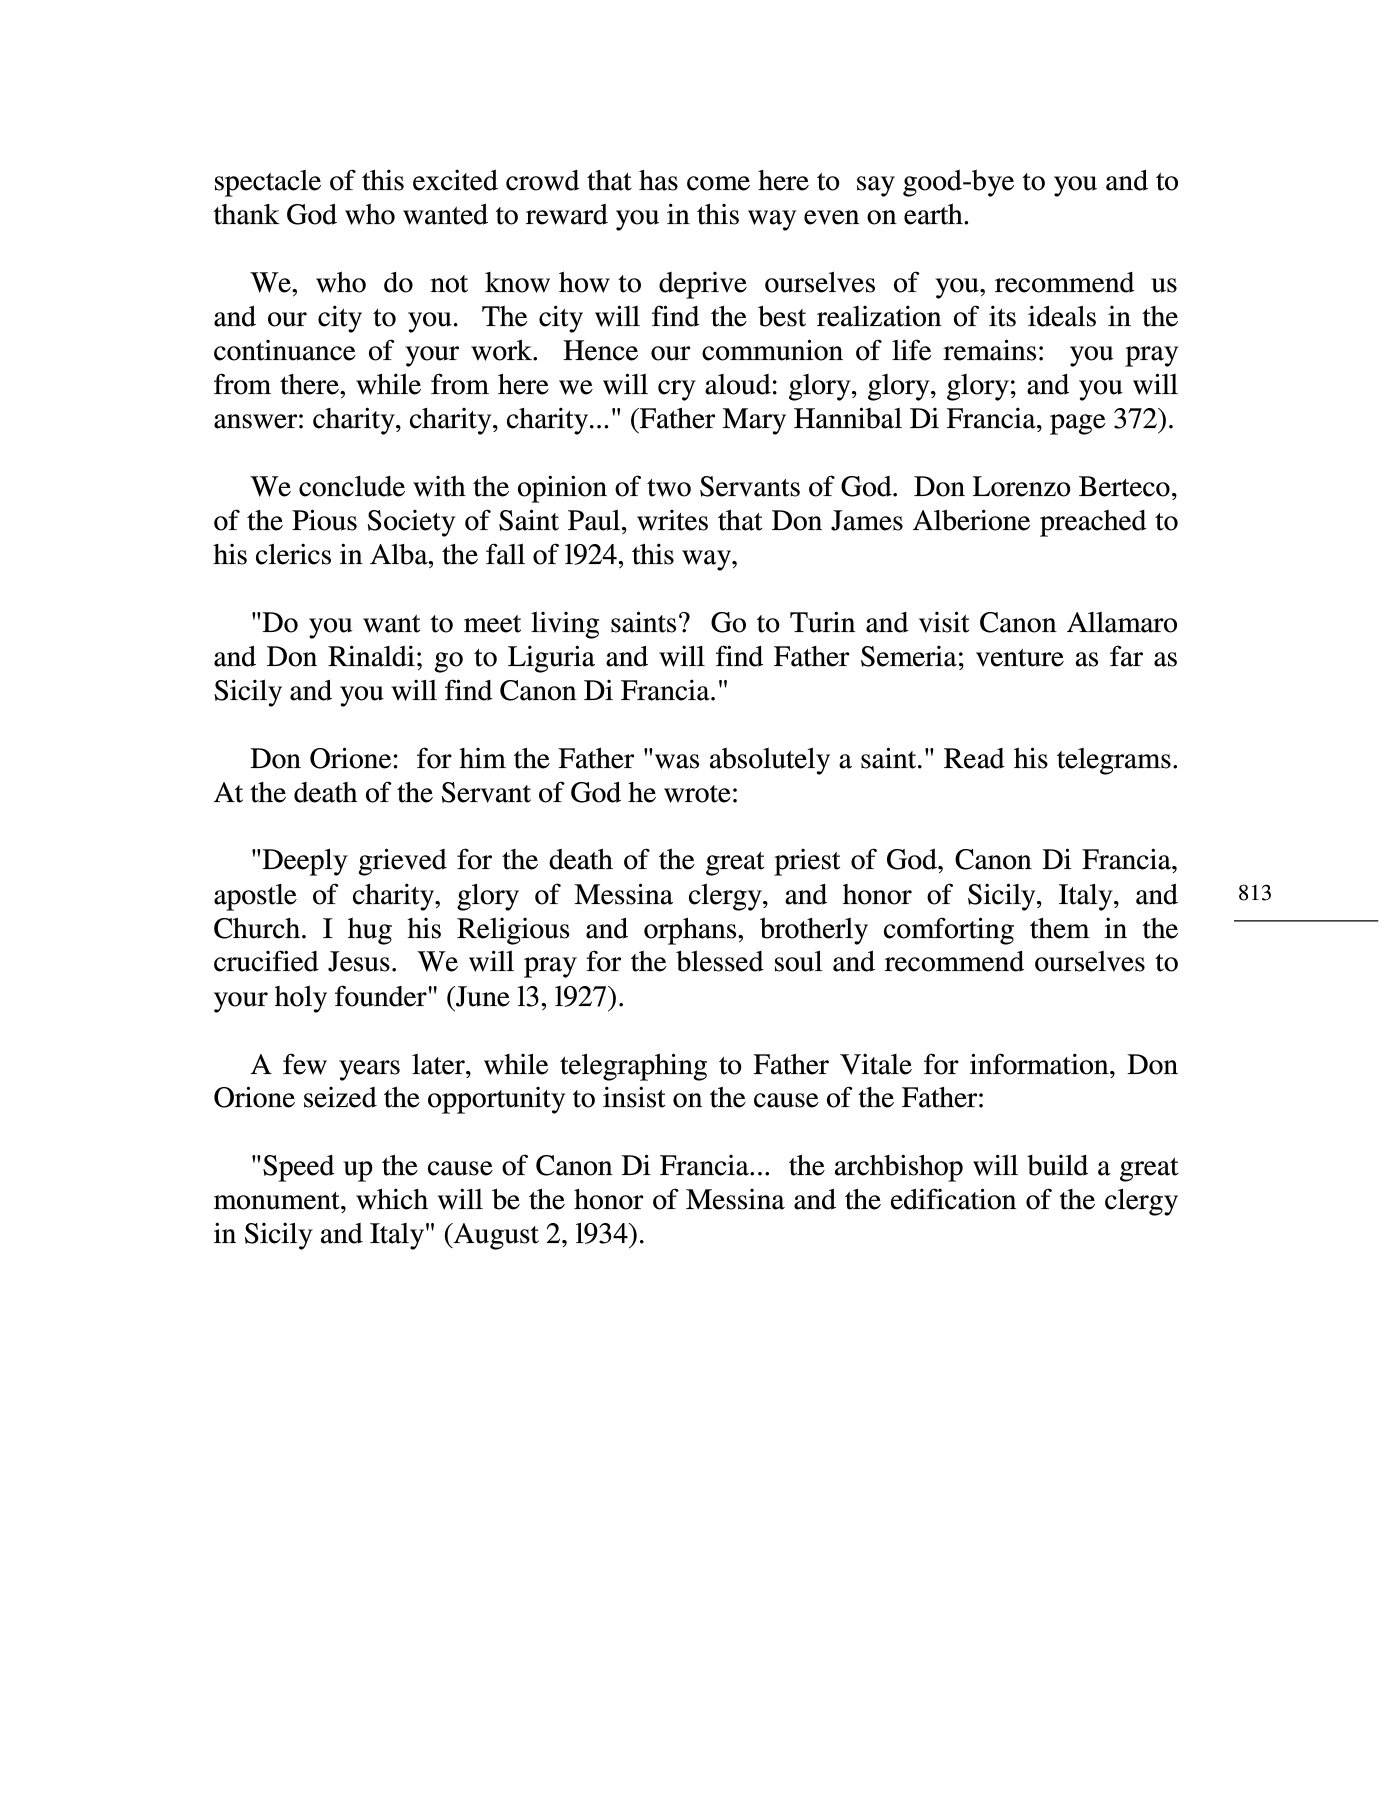 spectacle of this excited crowd that has come here to  say good-bye to you and to
thank God who wanted to reward you in this way even on earth.
We, who do not know how to deprive ourselves of you, recommend us
and our city to you.  The city will find the best realization of its ideals in the
continuance of your work.  Hence our communion of life remains:  you pray
from there, while from here we will cry aloud: glory, glory, glory; and you will
answer: charity, charity, charity..." (Father Mary Hannibal Di Francia, page 372).
We conclude with the opinion of two Servants of God.  Don Lorenzo Berteco,
of the Pious Society of Saint Paul, writes that Don James Alberione preached to
his clerics in Alba, the fall of l924, this way,
"Do you want to meet living saints?  Go to Turin and visit Canon Allamaro
and Don Rinaldi; go to Liguria and will find Father Semeria; venture as far as
Sicily and you will find Canon Di Francia."
Don Orione:  for him the Father "was absolutely a saint." Read his telegrams.
At the death of the Servant of God he wrote:
"Deeply grieved for the death of the great priest of God, Canon Di Francia,
apostle of charity, glory of Messina clergy, and honor of Sicily, Italy, and
Church. I hug his Religious and orphans, brotherly comforting them in the
crucified Jesus.  We will pray for the blessed soul and recommend ourselves to
your holy founder" (June l3, l927).
A few years later, while telegraphing to Father Vitale for information, Don
Orione seized the opportunity to insist on the cause of the Father:
"Speed up the cause of Canon Di Francia...  the archbishop will build a great
monument, which will be the honor of Messina and the edification of the clergy
in Sicily and Italy" (August 2, l934).
813